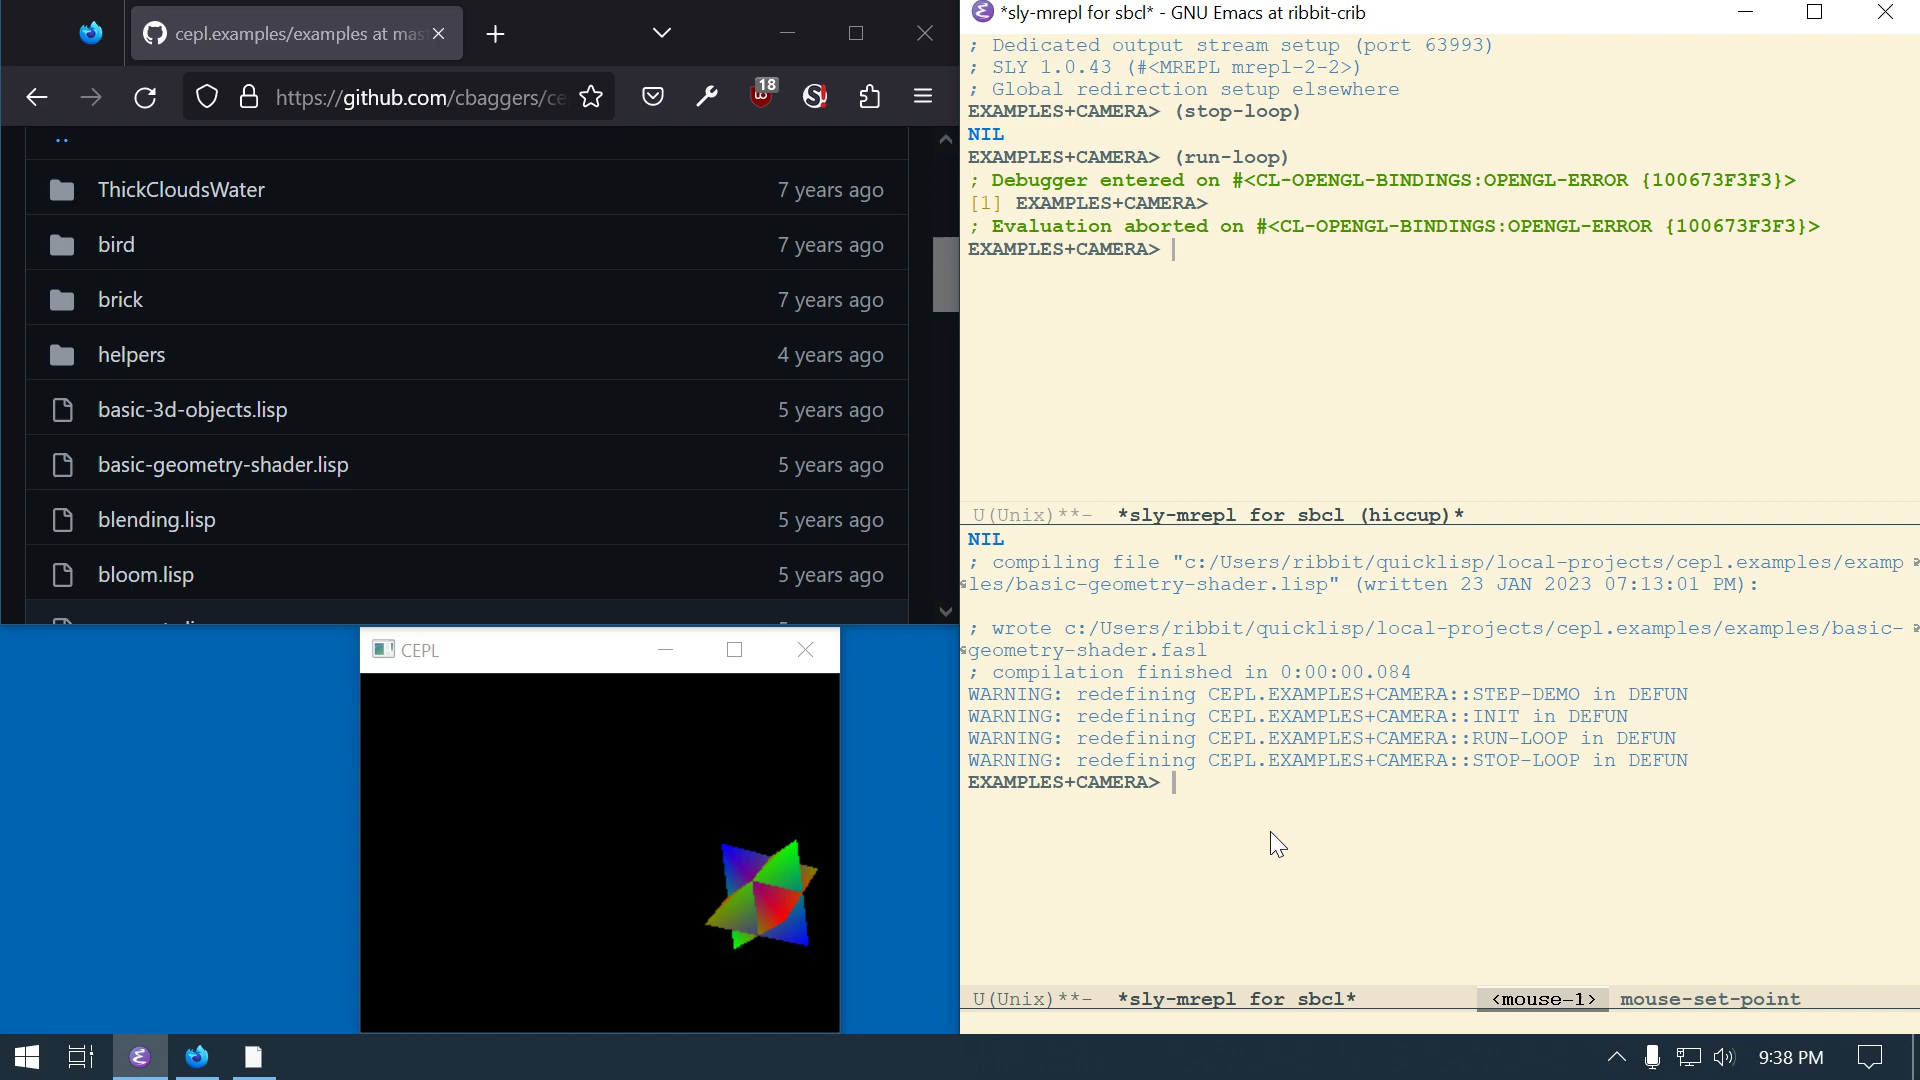 cepl.examples/examples at mas
https://github.com/cbaggers/ce
18
..
ThickCloudsWater 7 years ago
bird 7 years ago
brick 7 years ago
helpers 4 years ago
basic-3d-objects.lisp 5 years ago
basic-geometry-shader.lisp 5 years ago
blending.lisp 5 years ago
bloom.lisp 5 years ago
CEPL
*sly-mrepl for sbcl* - GNU Emacs at ribbit-crib
; Dedicated output stream setup (port 63993)
; SLY 1.0.43 (#<MREPL mrepl-2-2>)
; Global redirection setup elsewhere
EXAMPLES+CAMERA> (stop-loop)
NIL
EXAMPLES+CAMERA> (run-loop)
; Debugger entered on #<CL-OPENGL-BINDINGS:OPENGL-ERROR {100673F3F3}>
[1] EXAMPLES+CAMERA>
; Evaluation aborted on #<CL-OPENGL-BINDINGS:OPENGL-ERROR {100673F3F3}>
EXAMPLES+CAMERA>
U(Unix)**- *sly-mrepl for sbcl (hiccup)*
NIL
; compiling file "c:/Users/ribbit/quicklisp/local-projects/cepl.examples/examp
les/basic-geometry-shader.lisp" (written 23 JAN 2023 07:13:01 PM):
; wrote c:/Users/ribbit/quicklisp/local-projects/cepl.examples/examples/basic-
geometry-shader.fasl
; compilation finished in 0:00:00.084
WARNING: redefining CEPL.EXAMPLES+CAMERA::STEP-DEMO in DEFUN
WARNING: redefining CEPL.EXAMPLES+CAMERA::INIT in DEFUN
WARNING: redefining CEPL.EXAMPLES+CAMERA::RUN-LOOP in DEFUN
WARNING: redefining CEPL.EXAMPLES+CAMERA::STOP-LOOP in DEFUN
EXAMPLES+CAMERA>
U(Unix)**- *sly-mrepl for sbcl* <mouse-1> mouse-set-point
9:38 PM